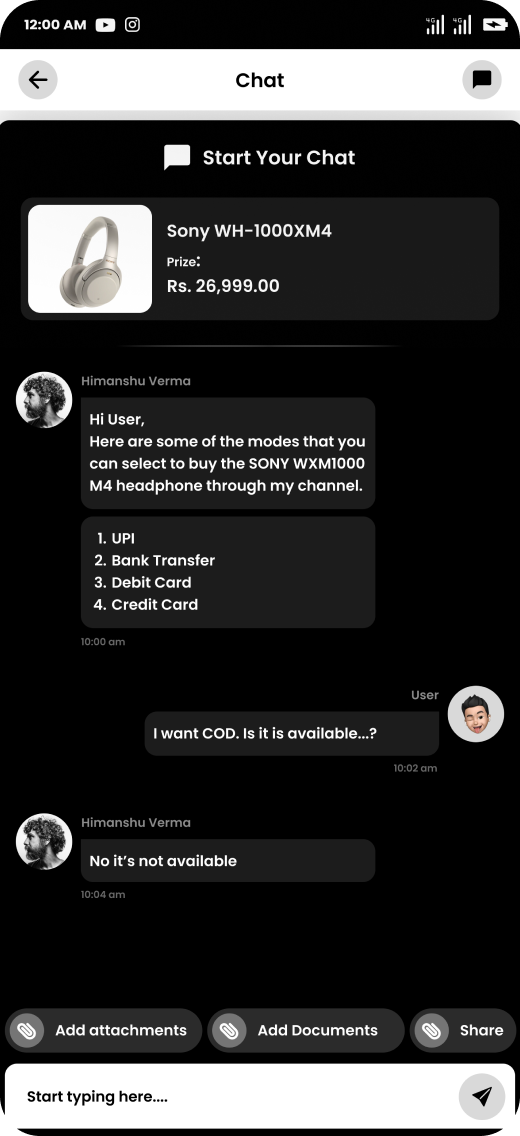 12:00 AM
4G 4G
Chat
Start Your Chat
Sony WH-1000XM4
Prize:
Rs. 26,999.00
Himanshu Verma
Hi User,
Here are some of the modes that you
can select to buy the SONY WXM1000
M4 headphone through my channel.
1. UPI
2. Bank Transfer
3. Debit Card
4. Credit Card
10:00 am
User
I want COD. Is it is available...?
10:02 am
Himanshu Verma
No it’s not available
10:04 am
Add attachments
Add Documents
Share
Start typing here....